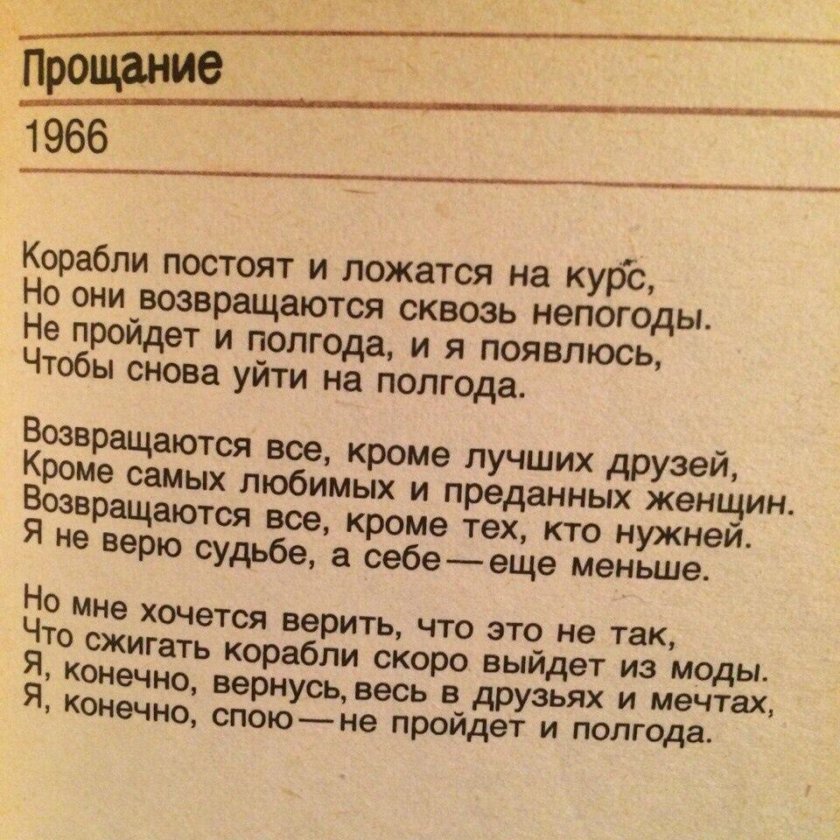 Прощание
1966
Корабли постоят и ложатся на курс,
Но они возвращаются сквозь непогоды.
Не пройдет и полгода, и я появлюсь,
Чтобы снова уйти на полгода.
Возвращаются все, кроме лучших друзей,
Кроме самых любимых и преданных женщин.
Возвращаются все, кроме тех, кто нужней.
Я не верю судьбе, а себе — еще меньше.
Но мне хочется верить, что это не так,
Что сжигать корабли скоро выйдет из моды.
Я, конечно, вернусь, весь в друзьях и мечтах,
Я, конечно, спою — не пройдет и полгода.